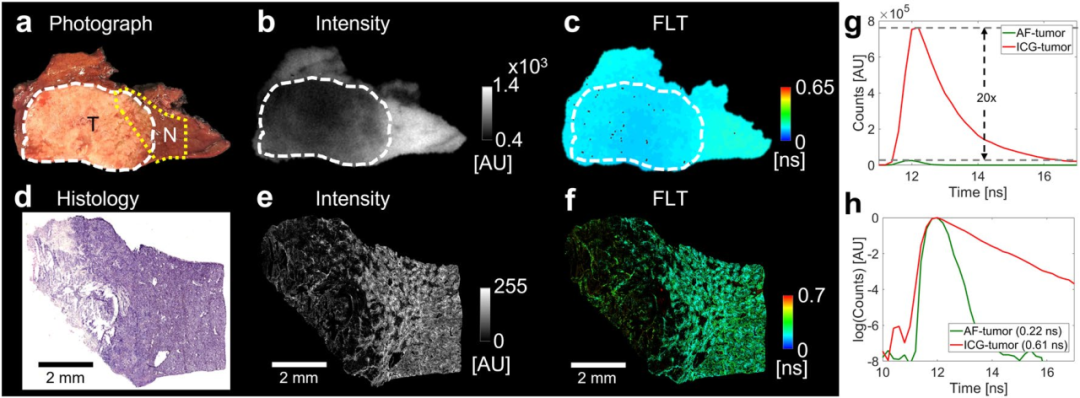 a Photograph
T
N
b Intensity
x10³
1.4
0.4
[AU]
c FLT
0.65
0
[ns]
d Histology
2 mm
e Intensity
255
0
[AU]
2 mm
f FLT
0.7
0
[ns]
2 mm
g
×10⁵
8
6
4
2
0
Counts [AU]
AF-tumor
ICG-tumor
20x
12 14 16
Time [ns]
h
0
-2
-4
-6
-8
log(Counts) [AU]
AF-tumor (0.22 ns)
ICG-tumor (0.61 ns)
10 12 14 16
Time [ns]